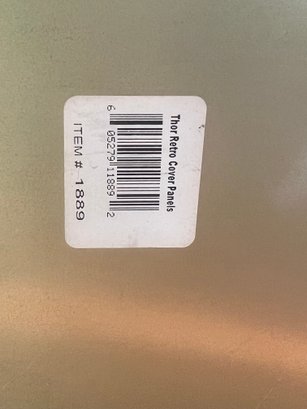 Thor Retro Cover Panels
6 05279 11889 2
ITEM # 1889